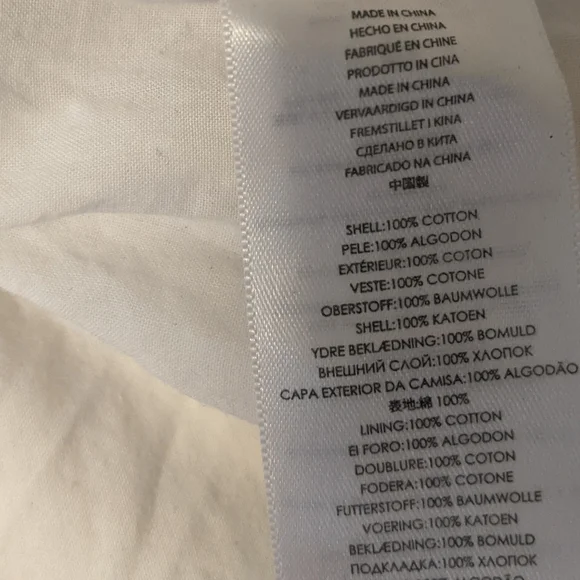 MADE IN CHINA
HECHO EN CHINA
FABRIQUÉ EN CHINE
PRODOTTO IN CINA
MADE IN CHINA
VERVAARDIGD IN CHINA
FREMSTILLET I KINA
СДЕЛАНО В КИТА
FABRICADO NA CHINA
中国製
SHELL:100% COTTON
PELE:100% ALGODON
EXTÉRIEUR:100% COTON
VESTE:100% COTONE
OBERSTOFF:100% BAUMWOLLE
SHELL:100% KATOEN
YDRE BEKLÆDNING:100% BOMULD
ВНЕШНИЙ СЛОЙ:100% ХЛОПОК
CAPA EXTERIOR DA CAMISA:100% ALGODÃO
表地:綿 100%
LINING:100% COTTON
El FORO:100% ALGODON
DOUBLURE:100% COTON
FODERA:100% COTONE
FUTTERSTOFF:100% BAUMWOLLE
VOERING:100% KATOEN
BEKLÆDNING:100% BOMULD
ПОДКЛАДКА:100% ХЛОПОК
ALGODÃO